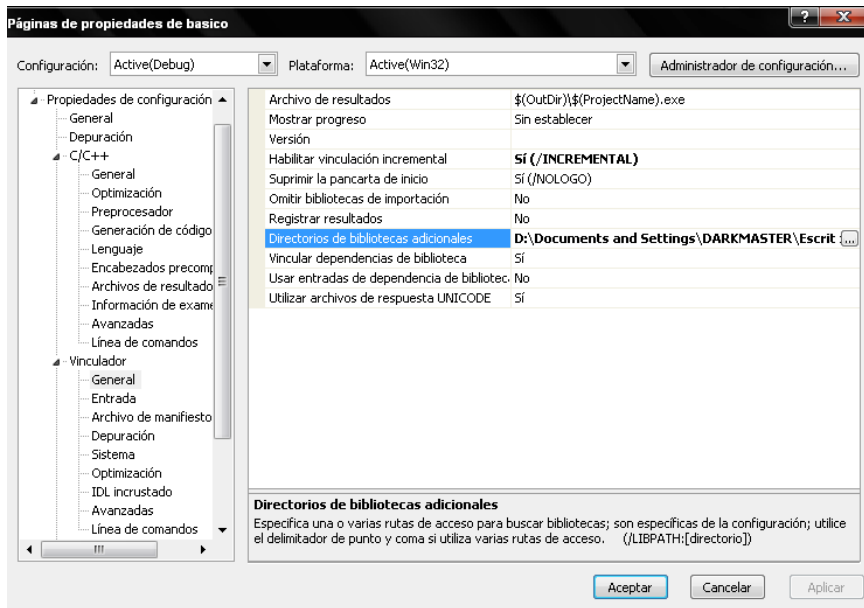 Páginas de propiedades de basico
Configuración: Active(Debug) Plataforma: Active(Win32) Administrador de configuración...
Propiedades de configuración
General
Depuración
C/C++
General
Optimización
Preprocesador
Generación de código
Lenguaje
Encabezados precomp
Archivos de resultado
Información de exame
Avanzadas
Línea de comandos
Vinculador
General
Entrada
Archivo de manifiesto
Depuración
Sistema
Optimización
IDL incrustado
Avanzadas
Línea de comandos
Archivo de resultados $(OutDir)\$(ProjectName).exe
Mostrar progreso Sin establecer
Versión
Habilitar vinculación incremental Sí (/INCREMENTAL)
Suprimir la pancarta de inicio Sí (/NOLOGO)
Omitir bibliotecas de importación No
Registrar resultados No
Directorios de bibliotecas adicionales D:\Documents and Settings\DARKMASTER\Escrit ...
Vincular dependencias de biblioteca Sí
Usar entradas de dependencia de bibliotec No
Utilizar archivos de respuesta UNICODE Sí
Directorios de bibliotecas adicionales
Especifica una o varias rutas de acceso para buscar bibliotecas; son específicas de la configuración; utilice
el delimitador de punto y coma si utiliza varias rutas de acceso. (/LIBPATH:[directorio])
Aceptar Cancelar Aplicar